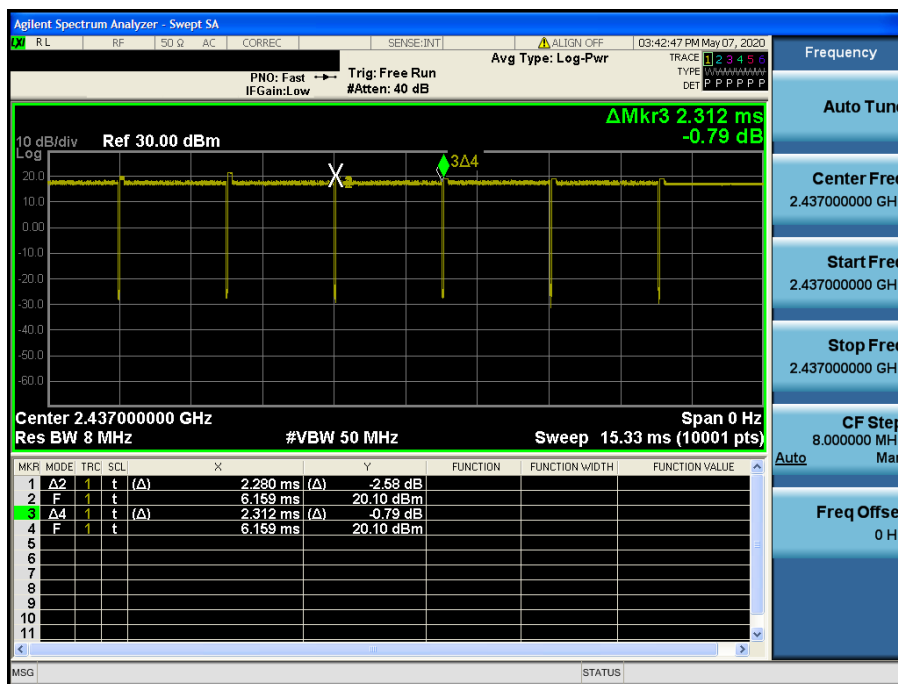 Agilent Spectrum Analyzer - Swept SA
LXI RL RF 50 Ω AC CORREC SENSE:INT ALIGN OFF 03:42:47 PM May 07, 2020
Avg Type: Log-Pwr TRACE 1 2 3 4 5 6
PNO: Fast Trig: Free Run TYPE WWWWWW
IFGain:Low #Atten: 40 dB DET P P P P P P
ΔMkr3 2.312 ms
10 dB/div Ref 30.00 dBm -0.79 dB
Log
3Δ4
20.0
10.0
0.00
-10.0
-20.0
-30.0
-40.0
-50.0
-60.0
Center 2.437000000 GHz Span 0 Hz
Res BW 8 MHz #VBW 50 MHz Sweep 15.33 ms (10001 pts)
MKR MODE TRC SCL X Y FUNCTION FUNCTION WIDTH FUNCTION VALUE
1 Δ2 1 t (Δ) 2.280 ms (Δ) -2.58 dB
2 F 1 t 6.159 ms 20.10 dBm
3 Δ4 1 t (Δ) 2.312 ms (Δ) -0.79 dB
4 F 1 t 6.159 ms 20.10 dBm
5
6
7
8
9
10
11
MSG STATUS
Frequency
Auto Tun
Center Fre
2.437000000 GH
Start Fre
2.437000000 GH
Stop Fre
2.437000000 GH
CF Step
8.000000 MH
Auto Ma
Freq Offse
0 H